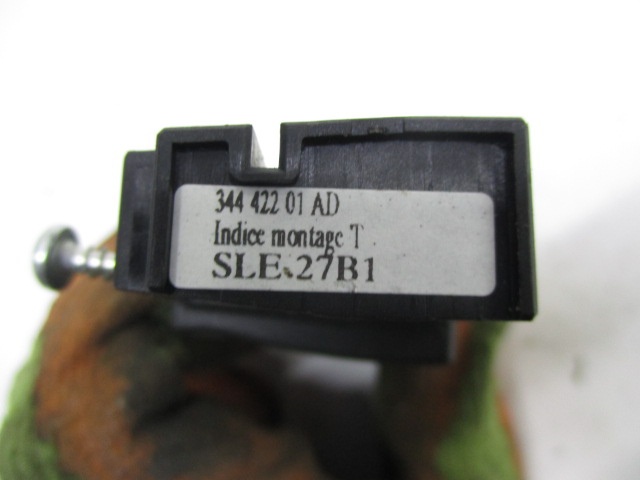 344 422 01 AD
Indice montage T
SLE.27B1